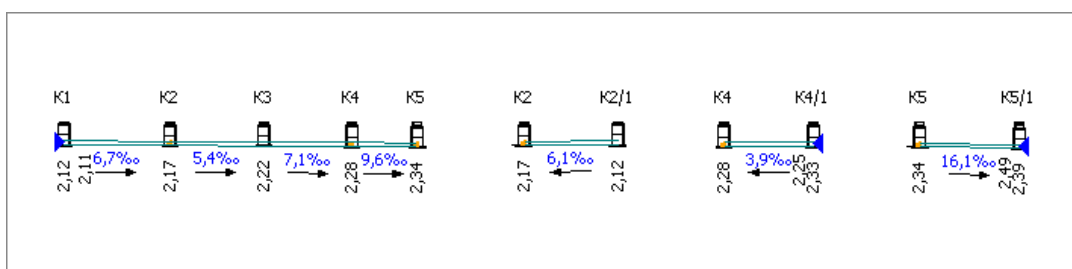 K1 K2 K3 K4 K5 K2 K2/1 K4 K4/1 K5 K5/1
6,7‰ 5,4‰ 7,1‰ 9,6‰ 6,1‰ 3,9‰ 16,1‰
2,12 2,11 2,17 2,22 2,28 2,34 2,17 2,12 2,28 2,25 2,33 2,34 2,49 2,39